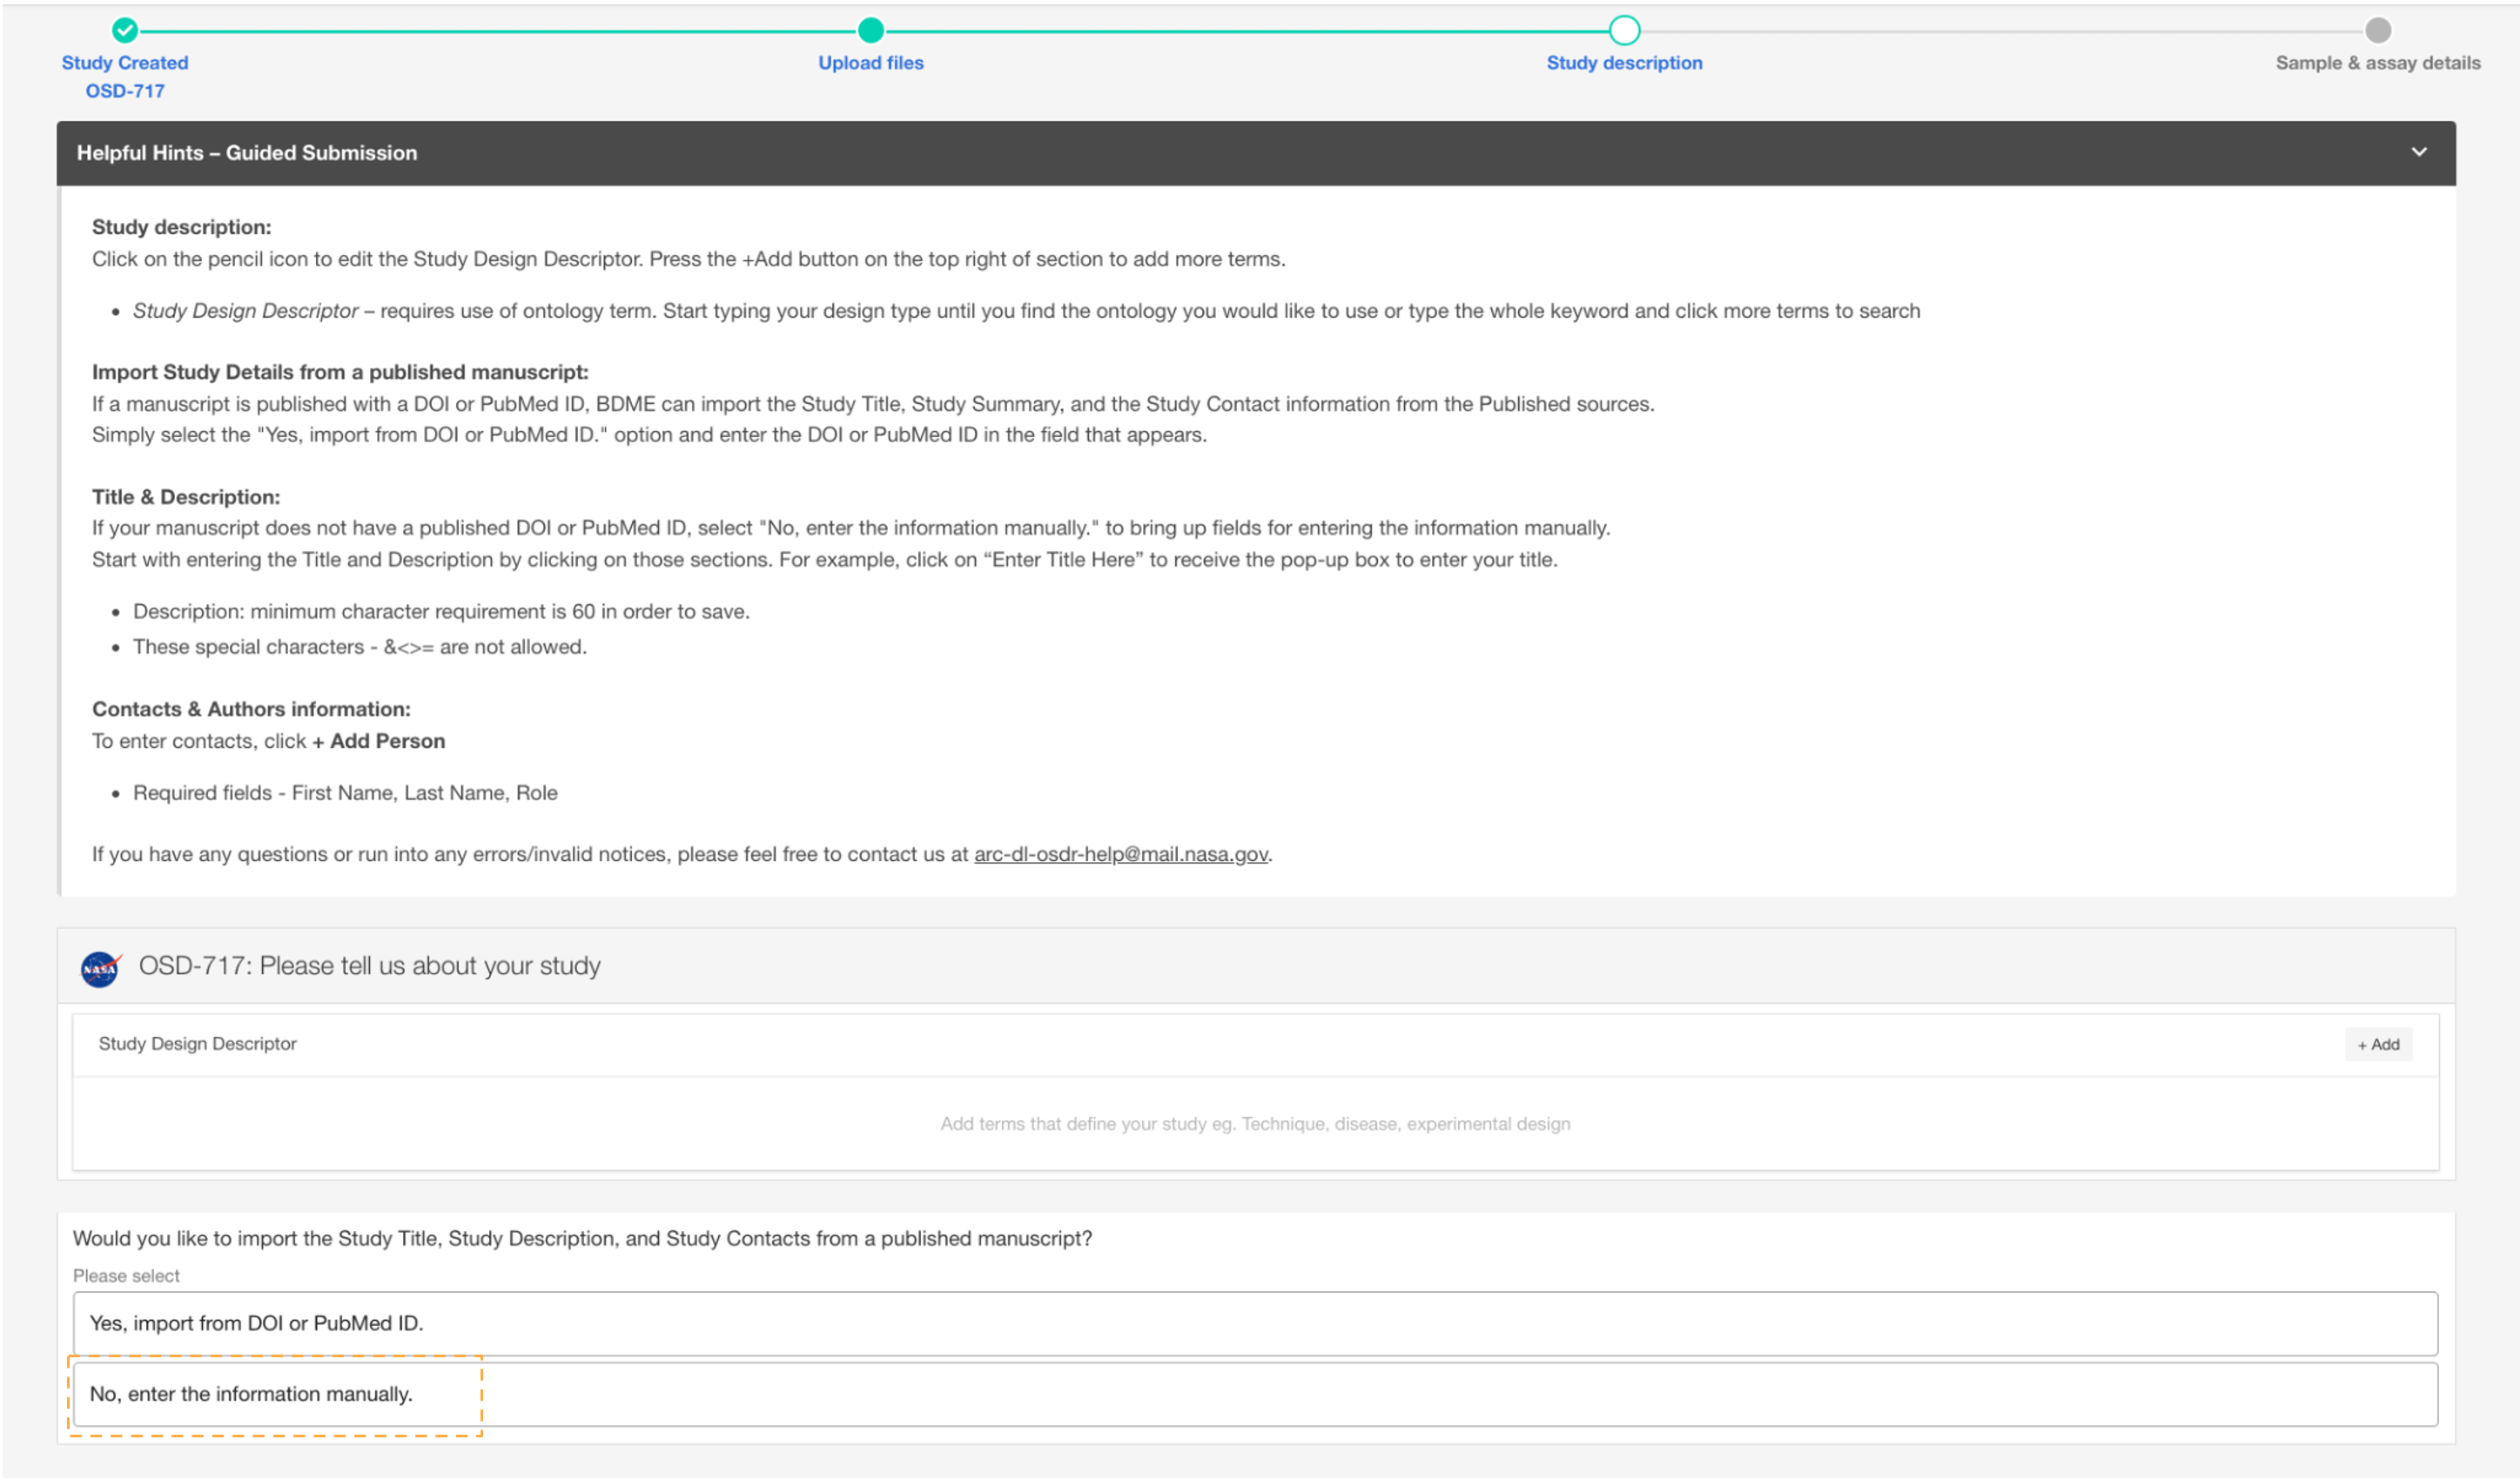 Study Created
OSD-717
Upload files
Study description
Sample & assay details
Helpful Hints – Guided Submission
Study description:
Click on the pencil icon to edit the Study Design Descriptor. Press the +Add button on the top right of section to add more terms.
• Study Design Descriptor – requires use of ontology term. Start typing your design type until you find the ontology you would like to use or type the whole keyword and click more terms to search
Import Study Details from a published manuscript:
If a manuscript is published with a DOI or PubMed ID, BDME can import the Study Title, Study Summary, and the Study Contact information from the Published sources.
Simply select the "Yes, import from DOI or PubMed ID." option and enter the DOI or PubMed ID in the field that appears.
Title & Description:
If your manuscript does not have a published DOI or PubMed ID, select "No, enter the information manually." to bring up fields for entering the information manually.
Start with entering the Title and Description by clicking on those sections. For example, click on “Enter Title Here” to receive the pop-up box to enter your title.
• Description: minimum character requirement is 60 in order to save.
• These special characters - &<>= are not allowed.
Contacts & Authors information:
To enter contacts, click + Add Person
• Required fields - First Name, Last Name, Role
If you have any questions or run into any errors/invalid notices, please feel free to contact us at arc-dl-osdr-help@mail.nasa.gov.
NASA
OSD-717: Please tell us about your study
Study Design Descriptor
+ Add
Add terms that define your study eg. Technique, disease, experimental design
Would you like to import the Study Title, Study Description, and Study Contacts from a published manuscript?
Please select
Yes, import from DOI or PubMed ID.
No, enter the information manually.